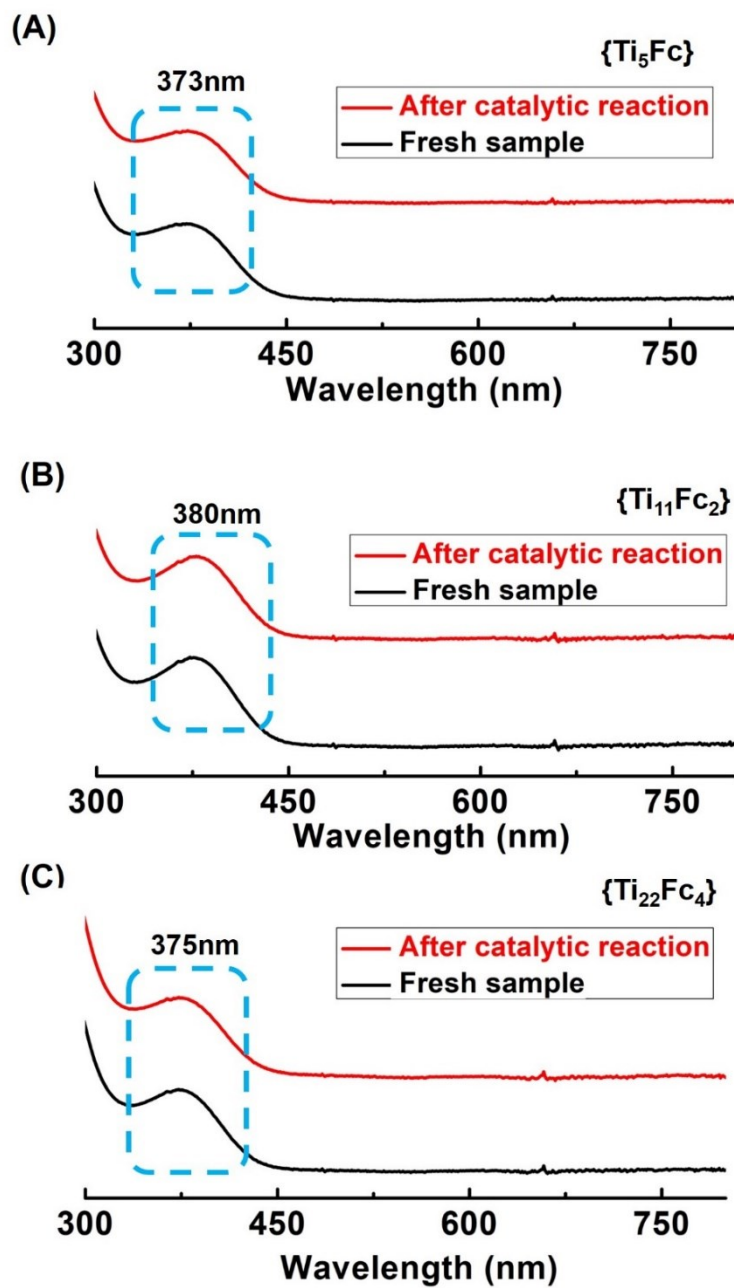 (A)
{Ti₅Fc}
373nm
After catalytic reaction
Fresh sample
300 450 600 750
Wavelength (nm)
(B)
{Ti₁₁Fc₂}
380nm
After catalytic reaction
Fresh sample
300 450 600 750
Wavelength (nm)
(C)
{Ti₂₂Fc₄}
375nm
After catalytic reaction
Fresh sample
300 450 600 750
Wavelength (nm)